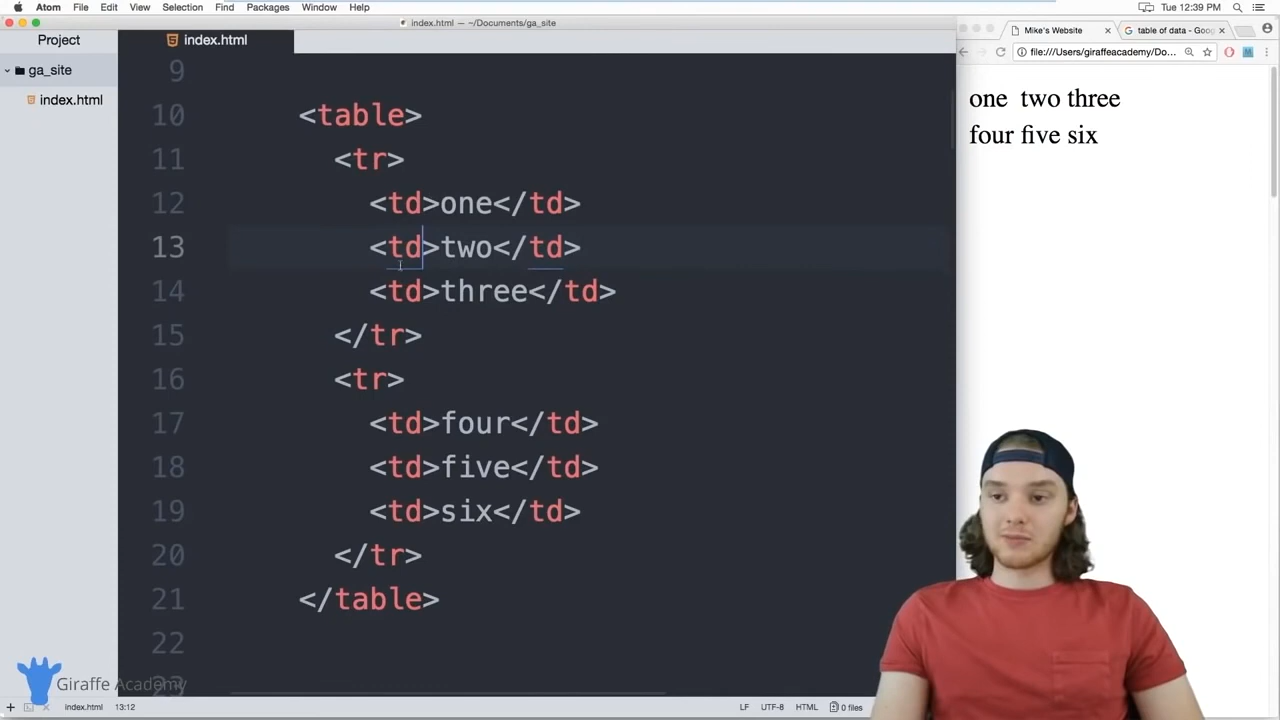 Atom File Edit View Selection Find Packages Window Help Tue 12:39 PM
index.html — ~/Documents/ga_site
Project
index.html
Mike's Website
table of data - Goog
ga_site
file:///Users/giraffeacademy/Do...
index.html
9
10 <table>
11 <tr>
12 <td>one</td>
13 <td>two</td>
14 <td>three</td>
15 </tr>
16 <tr>
17 <td>four</td>
18 <td>five</td>
19 <td>six</td>
20 </tr>
21 </table>
22
23
one two three
four five six
Giraffe Academy
index.html 13:12 LF UTF-8 HTML 0 files